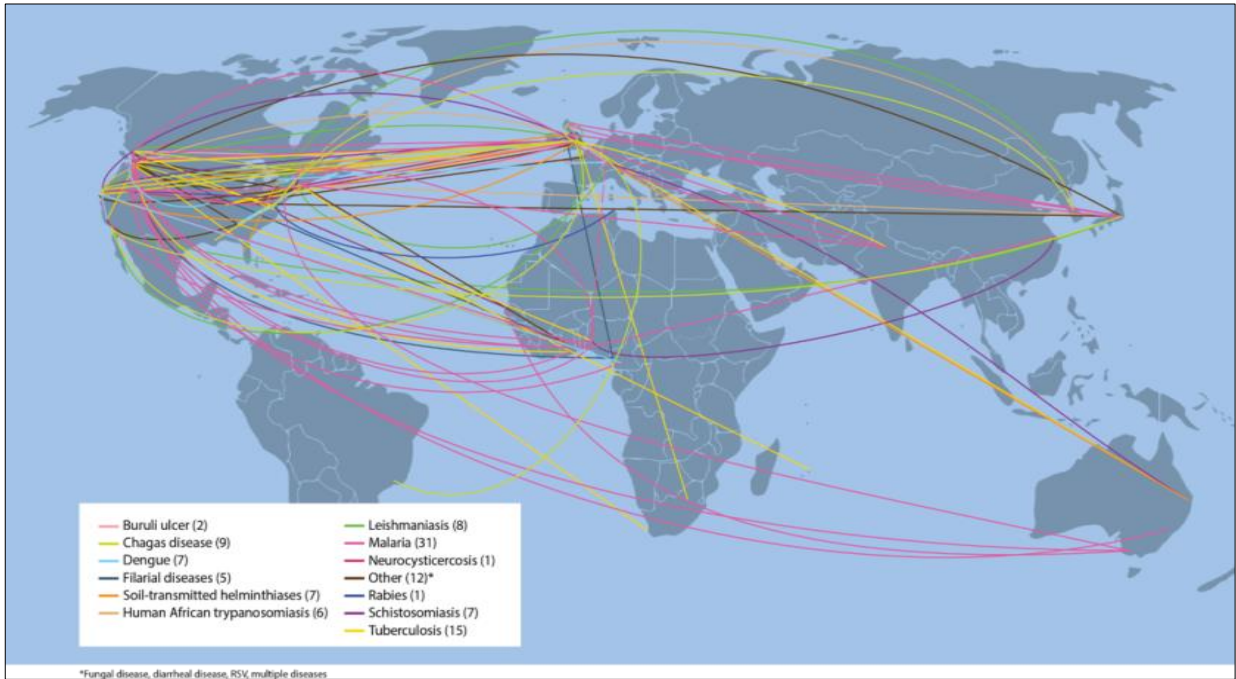 Buruli ulcer (2)
Chagas disease (9)
Dengue (7)
Filarial diseases (5)
Soil-transmitted helminthiases (7)
Human African trypanosomiasis (6)
Leishmaniasis (8)
Malaria (31)
Neurocysticercosis (1)
Other (12)*
Rabies (1)
Schistosomiasis (7)
Tuberculosis (15)
*Fungal disease, diarrheal disease, RSV, multiple diseases